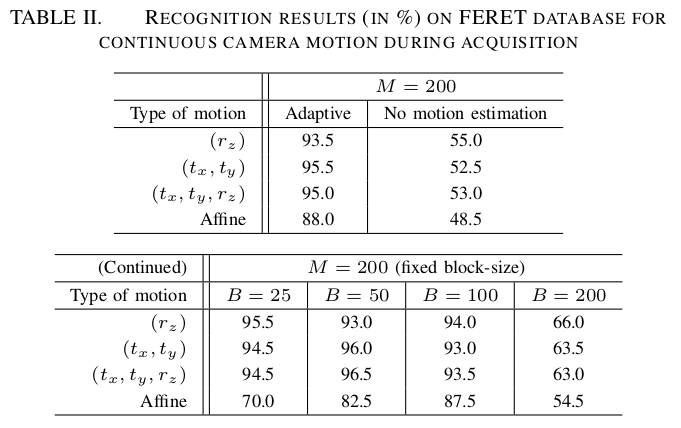 TABLE II. RECOGNITION RESULTS (IN %) ON FERET DATABASE FOR
CONTINUOUS CAMERA MOTION DURING ACQUISITION
M = 200
Type of motion Adaptive No motion estimation
(r_z) 93.5 55.0
(t_x, t_y) 95.5 52.5
(t_x, t_y, r_z) 95.0 53.0
Affine 88.0 48.5
(Continued) M = 200 (fixed block-size)
Type of motion B = 25 B = 50 B = 100 B = 200
(r_z) 95.5 93.0 94.0 66.0
(t_x, t_y) 94.5 96.0 93.0 63.5
(t_x, t_y, r_z) 94.5 96.5 93.5 63.0
Affine 70.0 82.5 87.5 54.5